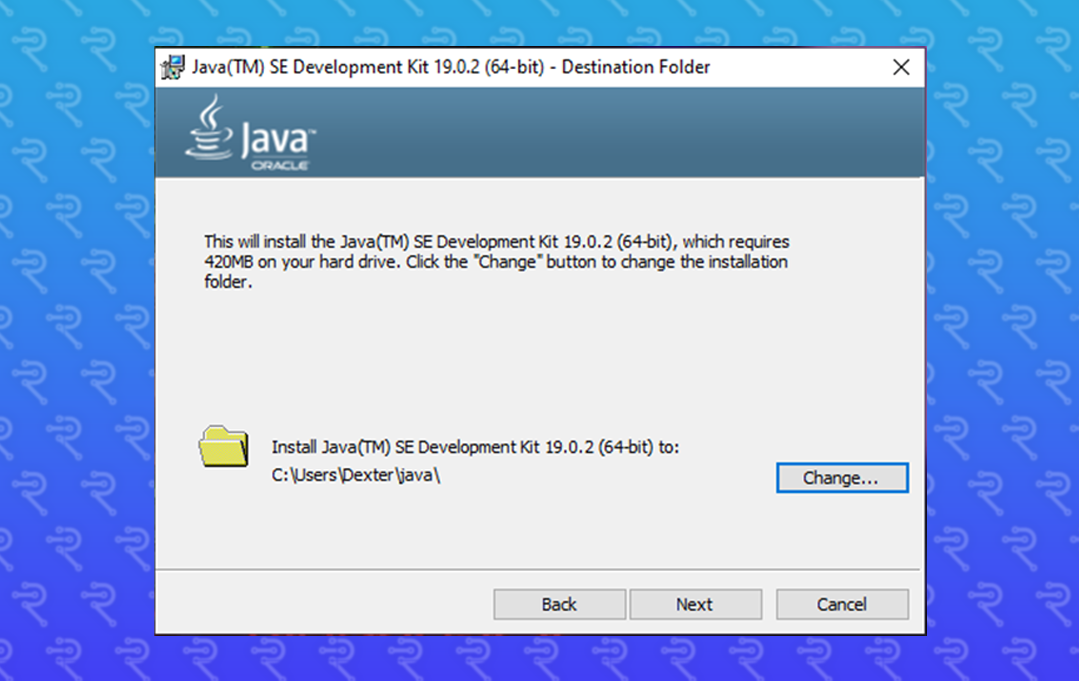 Java(TM) SE Development Kit 19.0.2 (64-bit) - Destination Folder
Java™
ORACLE
This will install the Java(TM) SE Development Kit 19.0.2 (64-bit), which requires
420MB on your hard drive. Click the "Change" button to change the installation
folder.
Install Java(TM) SE Development Kit 19.0.2 (64-bit) to:
C:\Users\Dexter\java\
Change...
Back
Next
Cancel